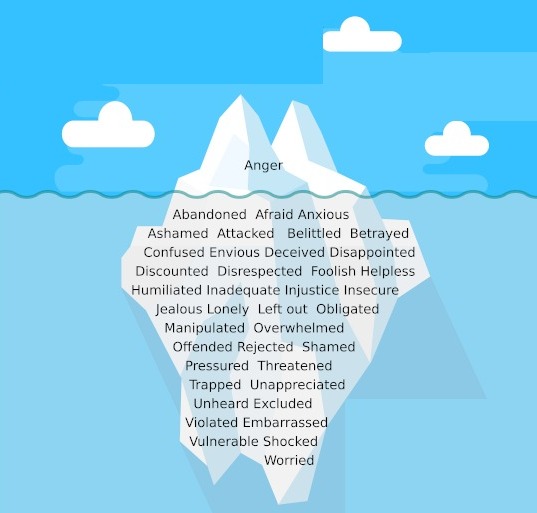 Anger
Abandoned Afraid Anxious
Ashamed Attacked Belittled Betrayed
Confused Envious Deceived Disappointed
Discounted Disrespected Foolish Helpless
Humiliated Inadequate Injustice Insecure
Jealous Lonely Left out Obligated
Manipulated Overwhelmed
Offended Rejected Shamed
Pressured Threatened
Trapped Unappreciated
Unheard Excluded
Violated Embarrassed
Vulnerable Shocked
Worried